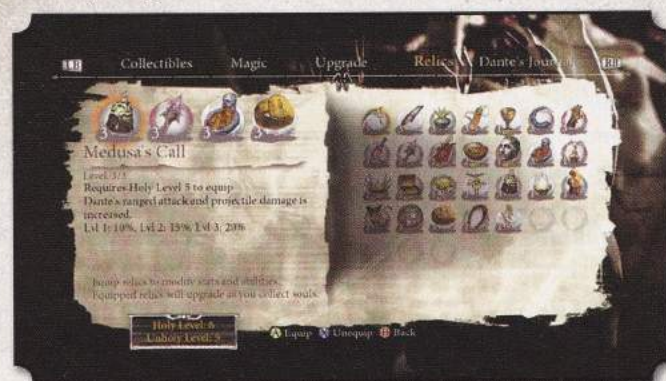 LB Collectibles Magic Upgrade Relics Dante's Journal RB
3 3 3 3
Medusa's Call
Level: 3/3
Requires Holy Level 5 to equip
Dante's ranged attack and projectile damage is
increased.
Lvl 1: 10%, Lvl 2: 15%, Lvl 3: 20%
Equip relics to modify stats and abilities.
Equipped relics will upgrade as you collect souls.
Holy Level: 6
Unholy Level: 5
A Equip X Unequip B Back